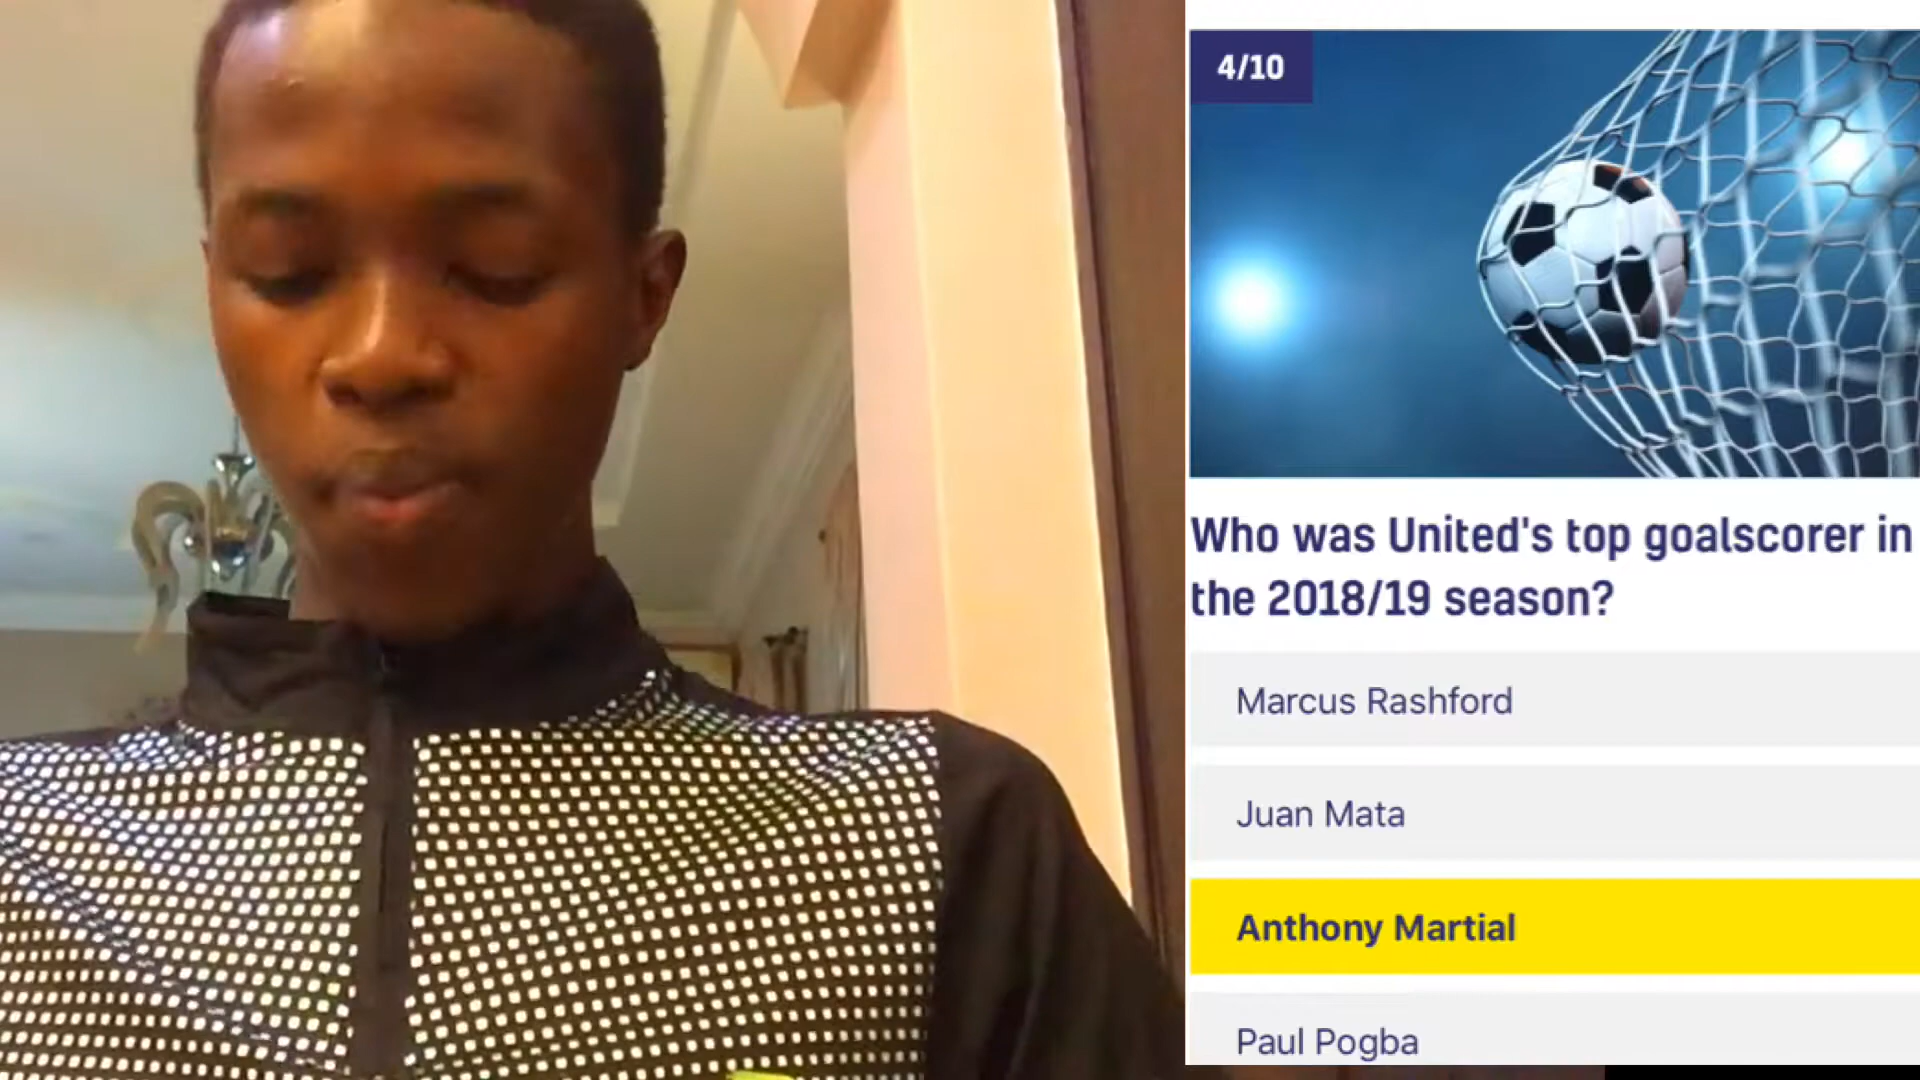 4/10
Who was United's top goalscorer in
the 2018/19 season?
Marcus Rashford
Juan Mata
Anthony Martial
Paul Pogba